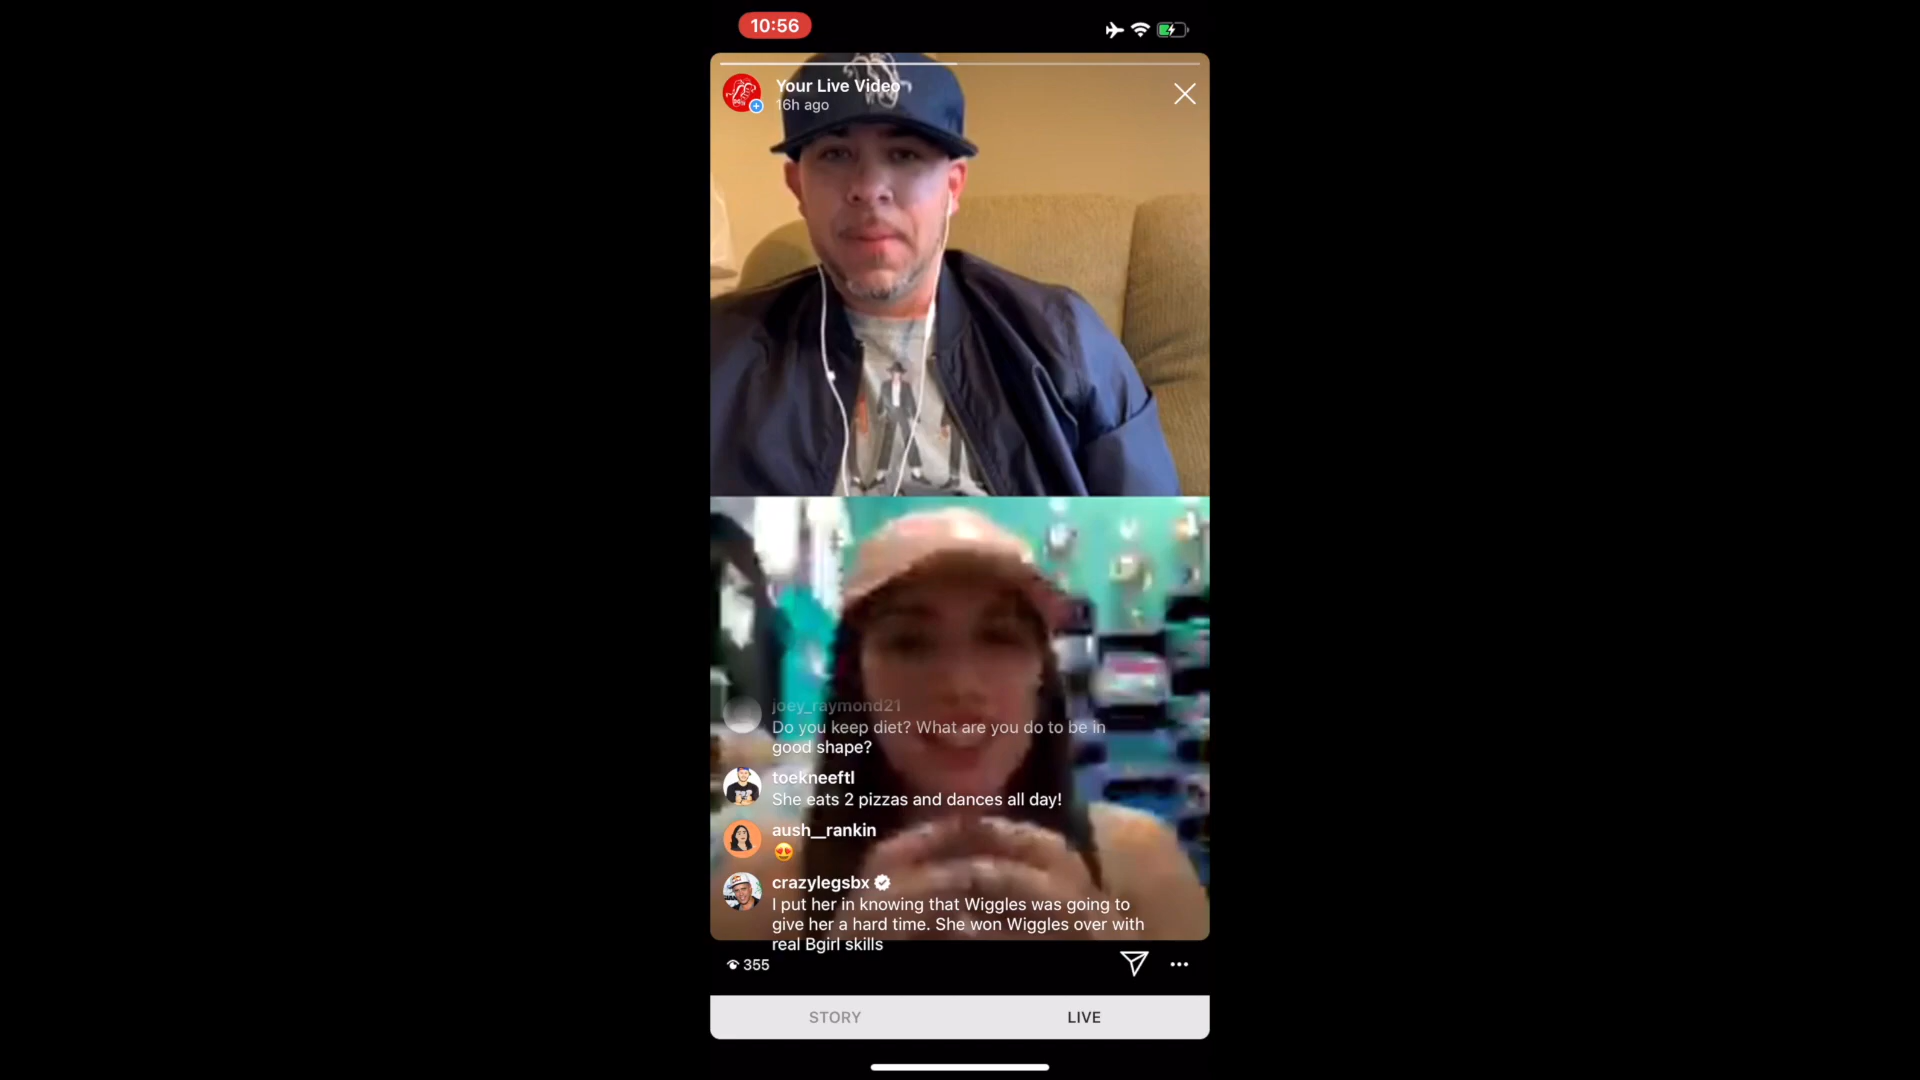 10:56
Your Live Video
16h ago
joey_raymond21
Do you keep diet? What are you do to be in
good shape?
toekneeftl
She eats 2 pizzas and dances all day!
aush__rankin
😍
crazylegsbx
I put her in knowing that Wiggles was going to
give her a hard time. She won Wiggles over with
real Bgirl skills
355
STORY
LIVE